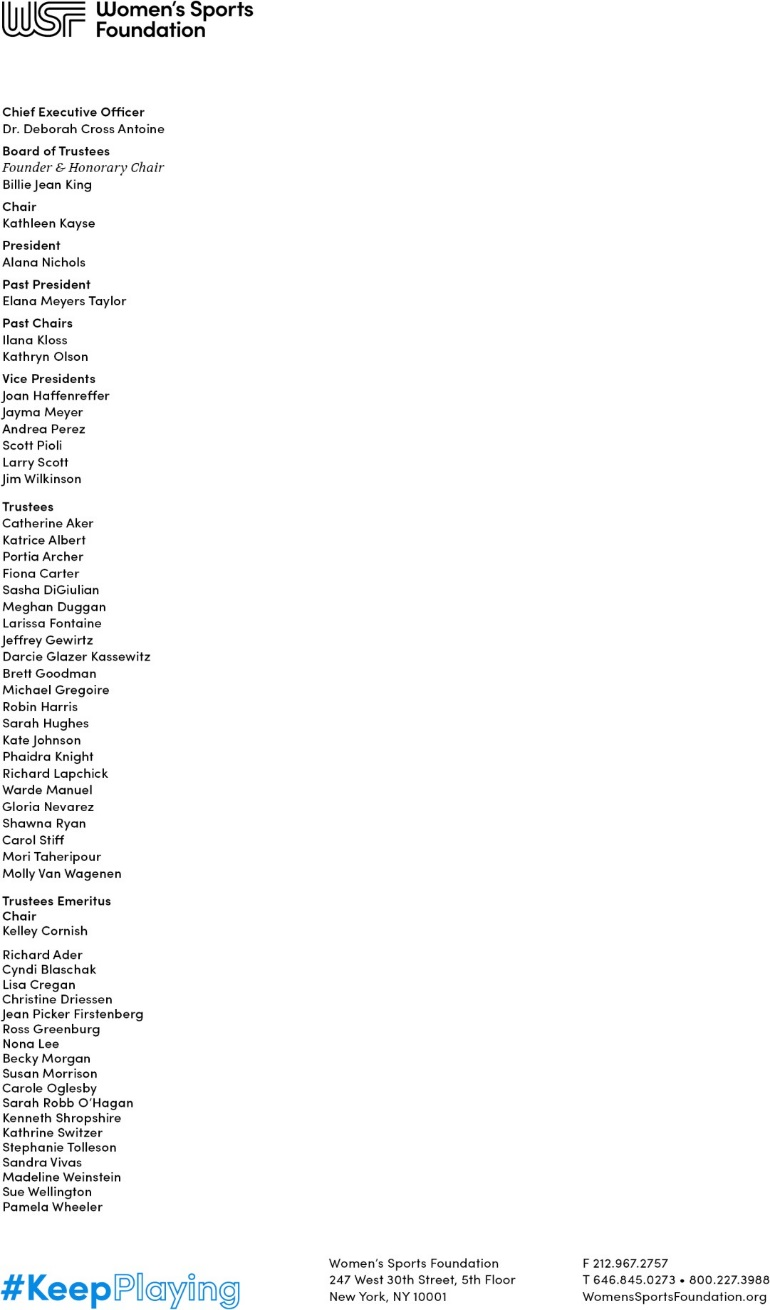 WSF Women's Sports
Foundation
Chief Executive Officer
Dr. Deborah Cross Antoine
Board of Trustees
Founder & Honorary Chair
Billie Jean King
Chair
Kathleen Kayse
President
Alana Nichols
Past President
Elana Meyers Taylor
Past Chairs
Ilana Kloss
Kathryn Olson
Vice Presidents
Joan Haffenreffer
Jayma Meyer
Andrea Perez
Scott Pioli
Larry Scott
Jim Wilkinson
Trustees
Catherine Aker
Katrice Albert
Portia Archer
Fiona Carter
Sasha DiGiulian
Meghan Duggan
Larissa Fontaine
Jeffrey Gewirtz
Darcie Glazer Kassewitz
Brett Goodman
Michael Gregoire
Robin Harris
Sarah Hughes
Kate Johnson
Phaidra Knight
Richard Lapchick
Warde Manuel
Gloria Nevarez
Shawna Ryan
Carol Stiff
Mori Taheripour
Molly Van Wagenen
Trustees Emeritus
Chair
Kelley Cornish
Richard Ader
Cyndi Blaschak
Lisa Cregan
Christine Driessen
Jean Picker Firstenberg
Ross Greenburg
Nona Lee
Becky Morgan
Susan Morrison
Carole Oglesby
Sarah Robb O'Hagan
Kenneth Shropshire
Kathrine Switzer
Stephanie Tolleson
Sandra Vivas
Madeline Weinstein
Sue Wellington
Pamela Wheeler
#KeepPlaying
Women's Sports Foundation
247 West 30th Street, 5th Floor
New York, NY 10001
F 212.967.2757
T 646.845.0273 • 800.227.3988
WomensSportsFoundation.org